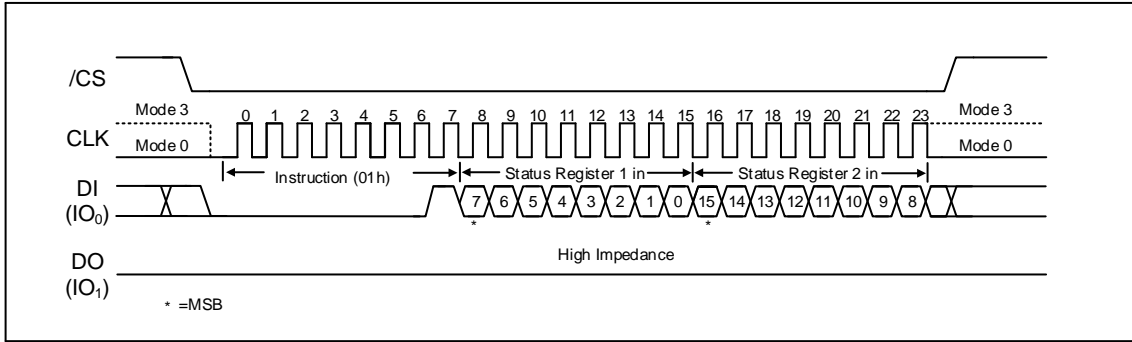 /CS
Mode 3 0 1 2 3 4 5 6 7 8 9 10 11 12 13 14 15 16 17 18 19 20 21 22 23 Mode 3
CLK
Mode 0 Mode 0
Instruction (01h) Status Register 1 in Status Register 2 in
DI
(IO₀) 7 6 5 4 3 2 1 0 15 14 13 12 11 10 9 8
* *
High Impedance
DO
(IO₁)
* =MSB